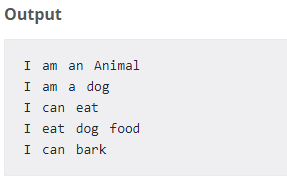 Output
I am an Animal
I am a dog
I can eat
I eat dog food
I can bark